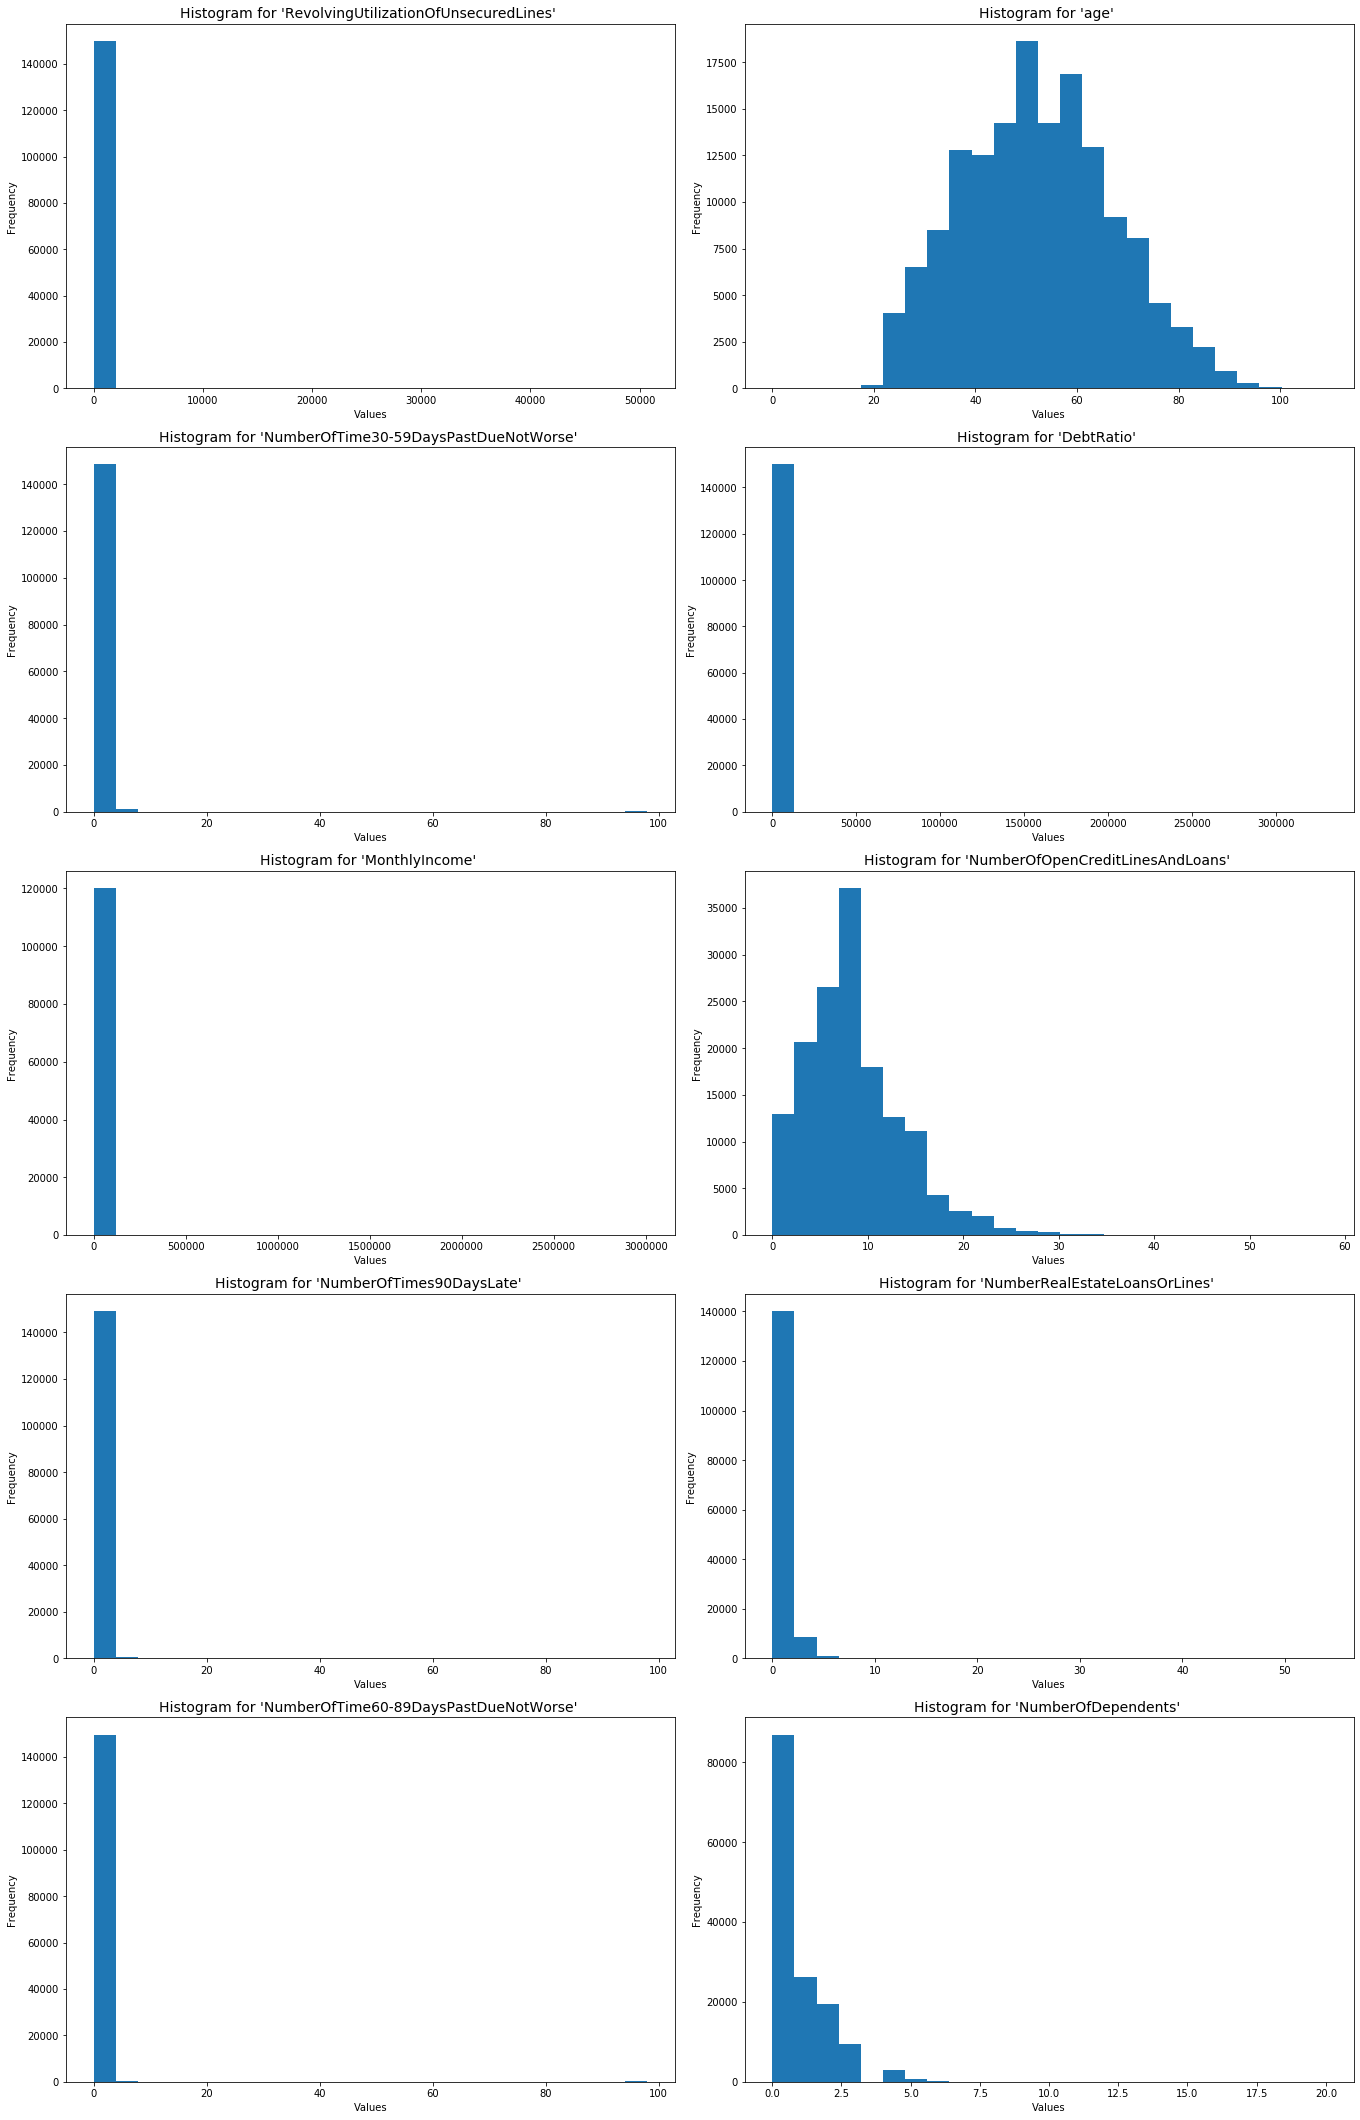 Histogram for 'RevolvingUtilizationOfUnsecuredLines'
140000
120000
100000
80000
60000
40000
20000
0
Frequency
0 10000 20000 30000 40000 50000
Values
Histogram for 'age'
17500
15000
12500
10000
7500
5000
2500
0
Frequency
0 20 40 60 80 100
Values
Histogram for 'NumberOfTime30-59DaysPastDueNotWorse'
140000
120000
100000
80000
60000
40000
20000
0
Frequency
0 20 40 60 80 100
Values
Histogram for 'DebtRatio'
140000
120000
100000
80000
60000
40000
20000
0
Frequency
0 50000 100000 150000 200000 250000 300000
Values
Histogram for 'MonthlyIncome'
120000
100000
80000
60000
40000
20000
0
Frequency
0 500000 1000000 1500000 2000000 2500000 3000000
Values
Histogram for 'NumberOfOpenCreditLinesAndLoans'
35000
30000
25000
20000
15000
10000
5000
0
Frequency
0 10 20 30 40 50 60
Values
Histogram for 'NumberOfTimes90DaysLate'
140000
120000
100000
80000
60000
40000
20000
0
Frequency
0 20 40 60 80 100
Values
Histogram for 'NumberRealEstateLoansOrLines'
140000
120000
100000
80000
60000
40000
20000
0
Frequency
0 10 20 30 40 50
Values
Histogram for 'NumberOfTime60-89DaysPastDueNotWorse'
140000
120000
100000
80000
60000
40000
20000
0
Frequency
0 20 40 60 80 100
Values
Histogram for 'NumberOfDependents'
80000
60000
40000
20000
0
Frequency
0.0 2.5 5.0 7.5 10.0 12.5 15.0 17.5 20.0
Values